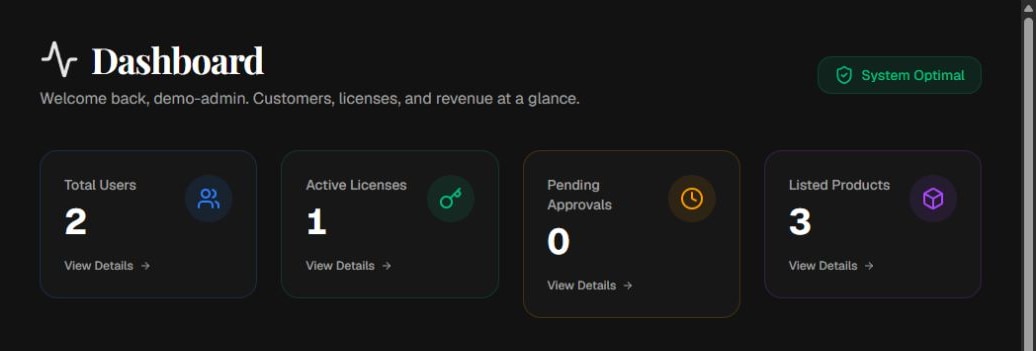 Dashboard
Welcome back, demo-admin. Customers, licenses, and revenue at a glance.
System Optimal
Total Users
2
View Details →
Active Licenses
1
View Details →
Pending
Approvals
0
View Details →
Listed Products
3
View Details →